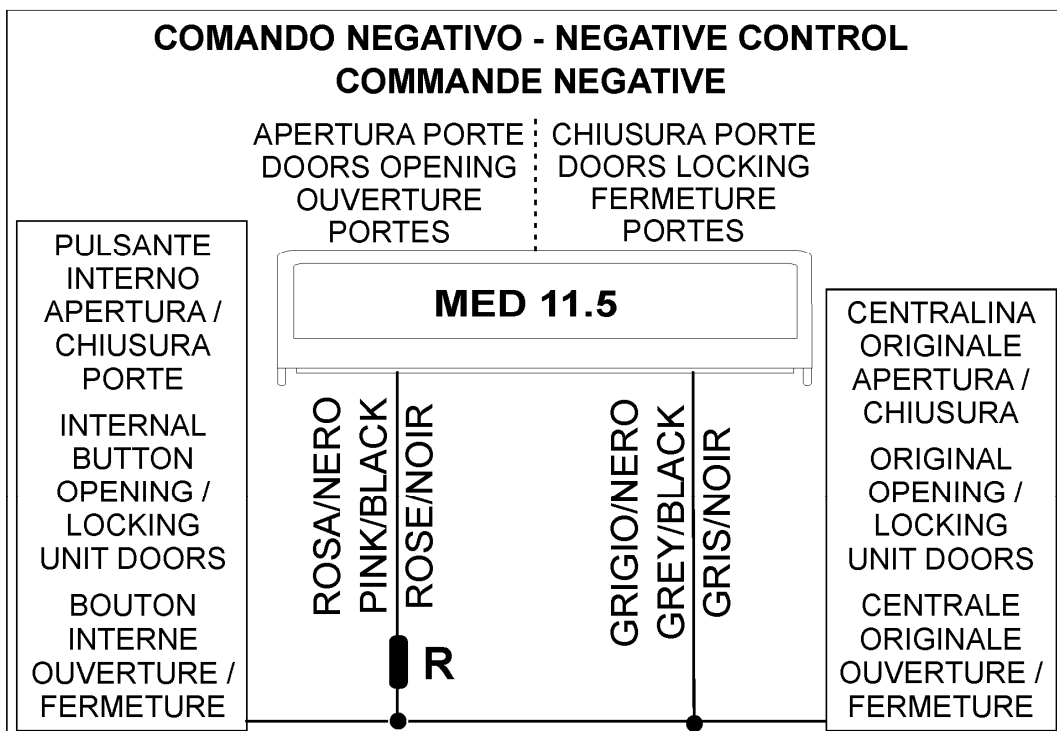 COMANDO NEGATIVO - NEGATIVE CONTROL
COMMANDE NEGATIVE
APERTURA PORTE
DOORS OPENING
OUVERTURE
PORTES
CHIUSURA PORTE
DOORS LOCKING
FERMETURE
PORTES
PULSANTE
INTERNO
APERTURA /
CHIUSURA
PORTE
INTERNAL
BUTTON
OPENING /
LOCKING
UNIT DOORS
BOUTON
INTERNE
OUVERTURE /
FERMETURE
MED 11.5
ROSA/NERO
PINK/BLACK
ROSE/NOIR
R
GRIGIO/NERO
GREY/BLACK
GRIS/NOIR
CENTRALINA
ORIGINALE
APERTURA /
CHIUSURA
ORIGINAL
OPENING /
LOCKING
UNIT DOORS
CENTRALE
ORIGINALE
OUVERTURE /
FERMETURE